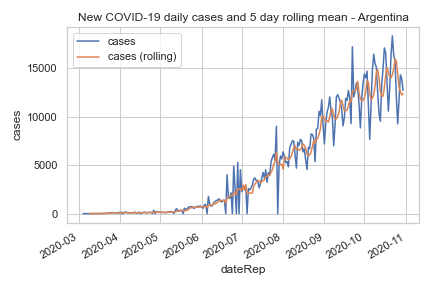 New COVID-19 daily cases and 5 day rolling mean - Argentina
cases
cases (rolling)
15000
10000
5000
0
cases
2020-03
2020-04
2020-05
2020-06
2020-07
2020-08
2020-09
2020-10
2020-11
dateRep